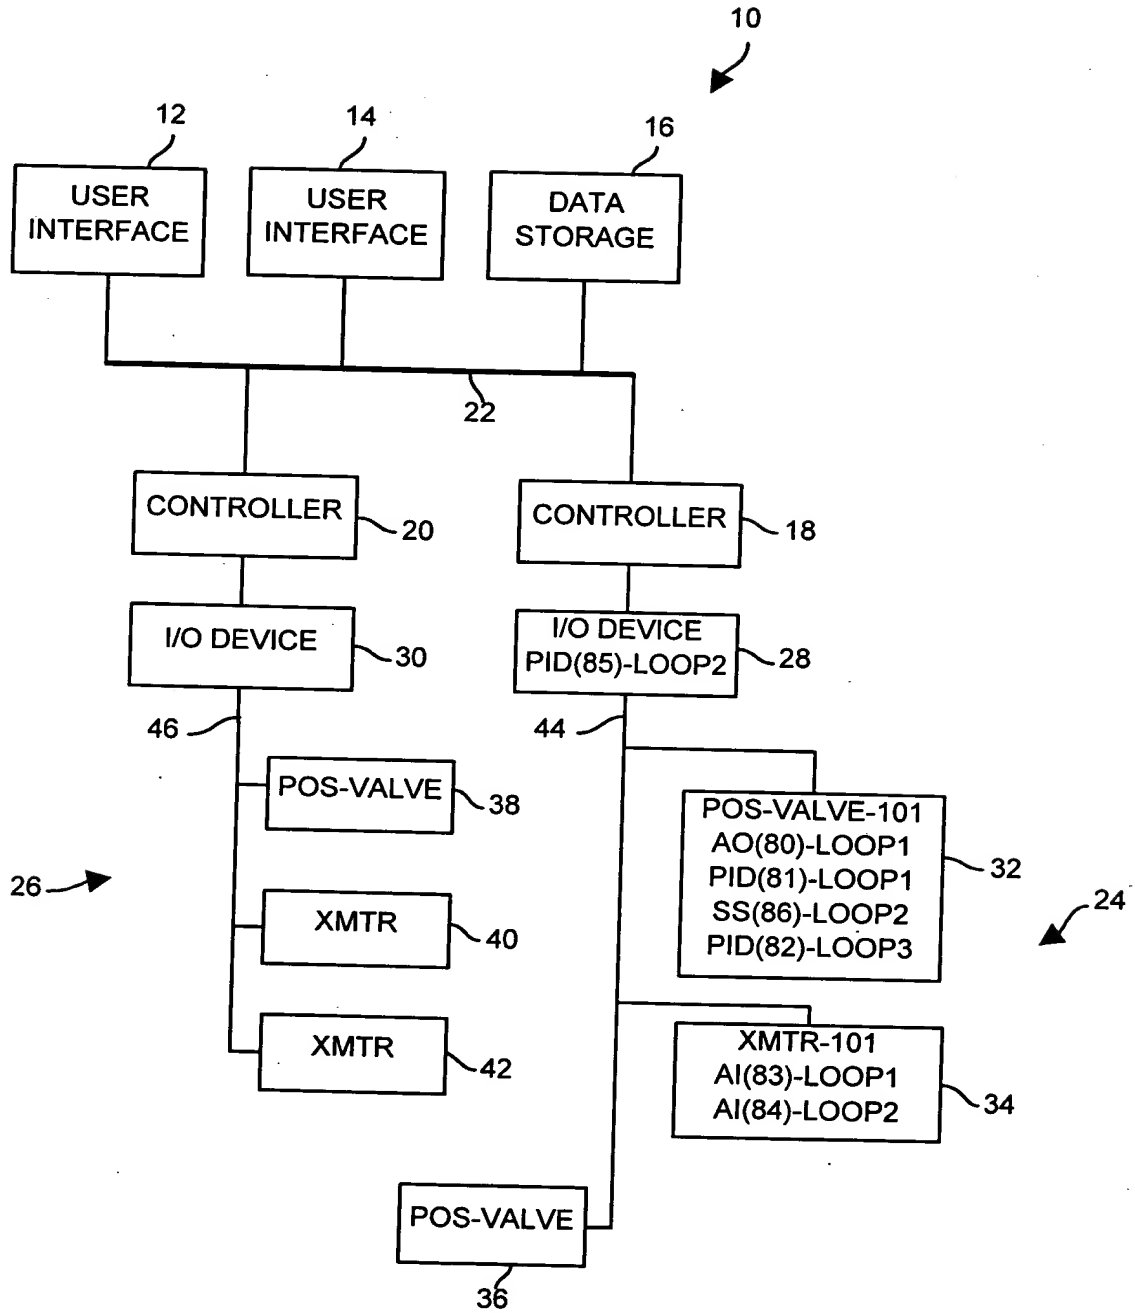 10
12
14
16
USER
INTERFACE
USER
INTERFACE
DATA
STORAGE
22
CONTROLLER
20
CONTROLLER
18
I/O DEVICE
30
I/O DEVICE
PID(85)-LOOP2
28
46
44
POS-VALVE
38
POS-VALVE-101
AO(80)-LOOP1
PID(81)-LOOP1
SS(86)-LOOP2
PID(82)-LOOP3
32
26
24
XMTR
40
XMTR
42
XMTR-101
AI(83)-LOOP1
AI(84)-LOOP2
34
POS-VALVE
36